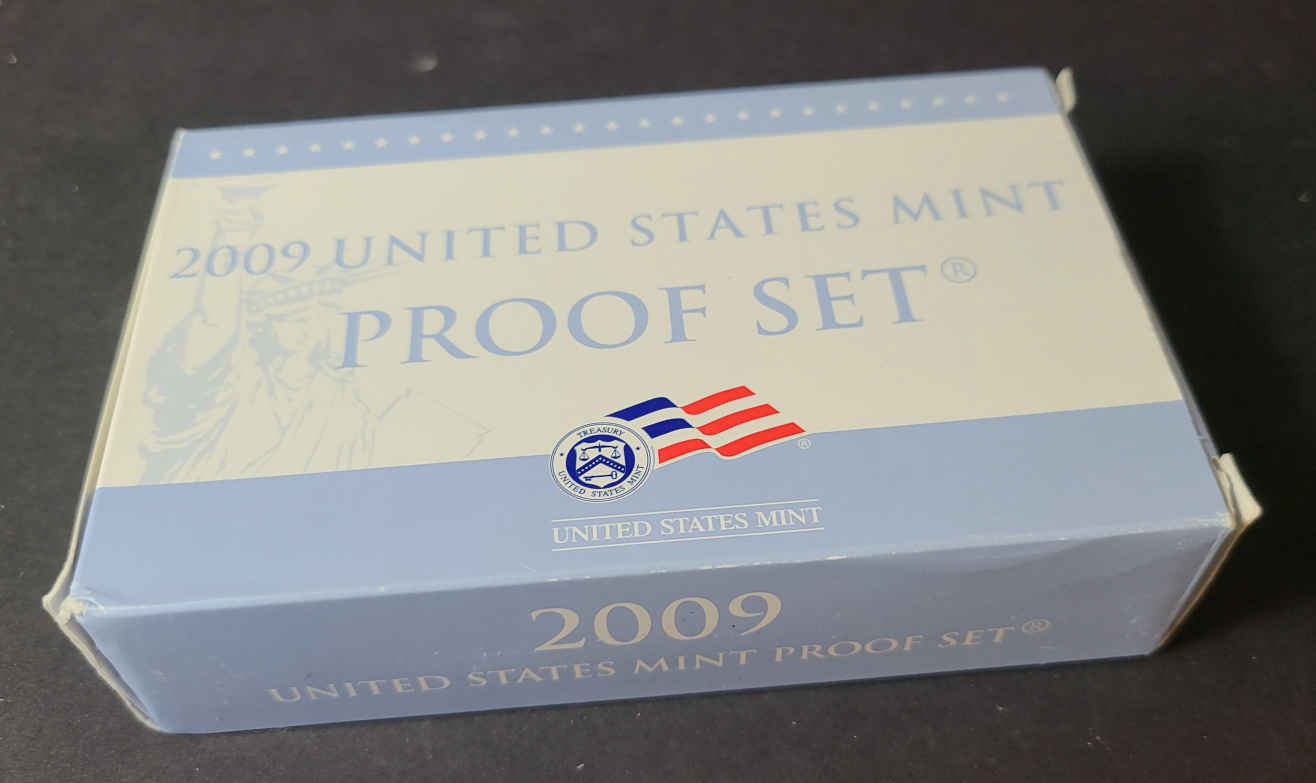 2009 UNITED STATES MINT
PROOF SET®
TREASURY
UNITED STATES MINT
®
UNITED STATES MINT
2009
UNITED STATES MINT PROOF SET®